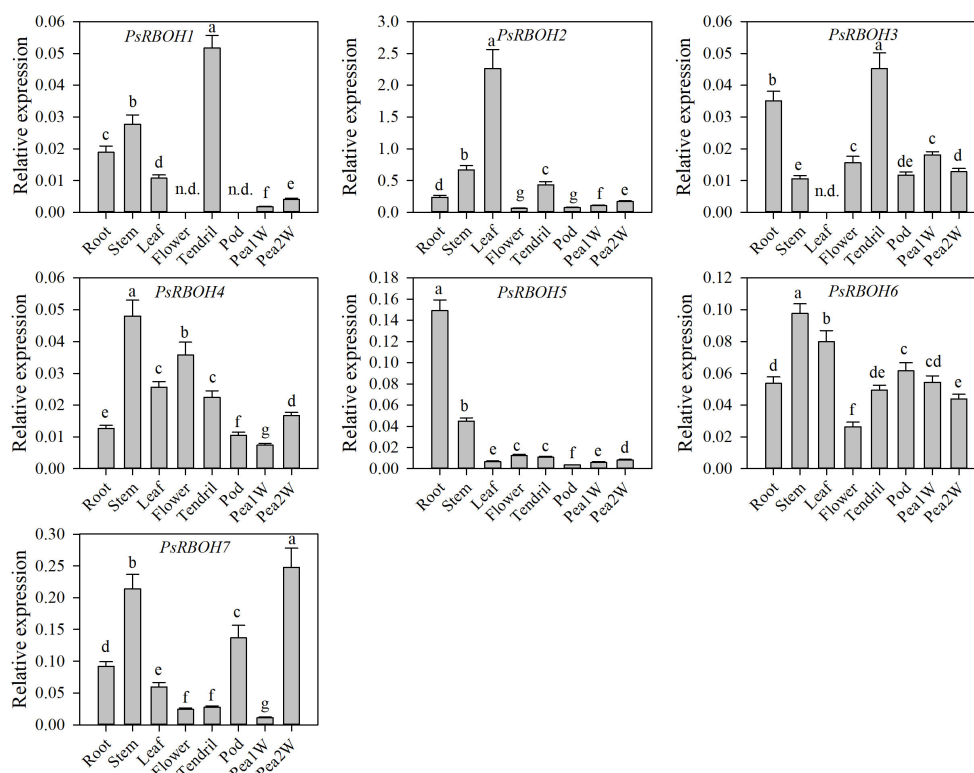 PsRBOH1
Relative expression
0.06
0.05
0.04
0.03
0.02
0.01
0.00
c
b
d
n.d.
a
n.d.
f
e
Root
Stem
Leaf
Flower
Tendril
Pod
Pea1W
Pea2W
PsRBOH2
Relative expression
3.0
2.5
2.0
1.5
1.0
0.5
0.0
d
b
a
g
c
g
f
e
Root
Stem
Leaf
Flower
Tendril
Pod
Pea1W
Pea2W
PsRBOH3
Relative expression
0.06
0.05
0.04
0.03
0.02
0.01
0.00
b
e
n.d.
c
a
de
c
d
Root
Stem
Leaf
Flower
Tendril
Pod
Pea1W
Pea2W
PsRBOH4
Relative expression
0.06
0.05
0.04
0.03
0.02
0.01
0.00
e
a
c
b
c
f
g
d
Root
Stem
Leaf
Flower
Tendril
Pod
Pea1W
Pea2W
PsRBOH5
Relative expression
0.18
0.16
0.14
0.12
0.10
0.08
0.06
0.04
0.02
0.00
a
b
e
c
c
f
e
d
Root
Stem
Leaf
Flower
Tendril
Pod
Pea1W
Pea2W
PsRBOH6
Relative expression
0.12
0.10
0.08
0.06
0.04
0.02
0.00
d
a
b
f
de
c
cd
e
Root
Stem
Leaf
Flower
Tendril
Pod
Pea1W
Pea2W
PsRBOH7
Relative expression
0.30
0.25
0.20
0.15
0.10
0.05
0.00
d
b
e
f
f
c
g
a
Root
Stem
Leaf
Flower
Tendril
Pod
Pea1W
Pea2W